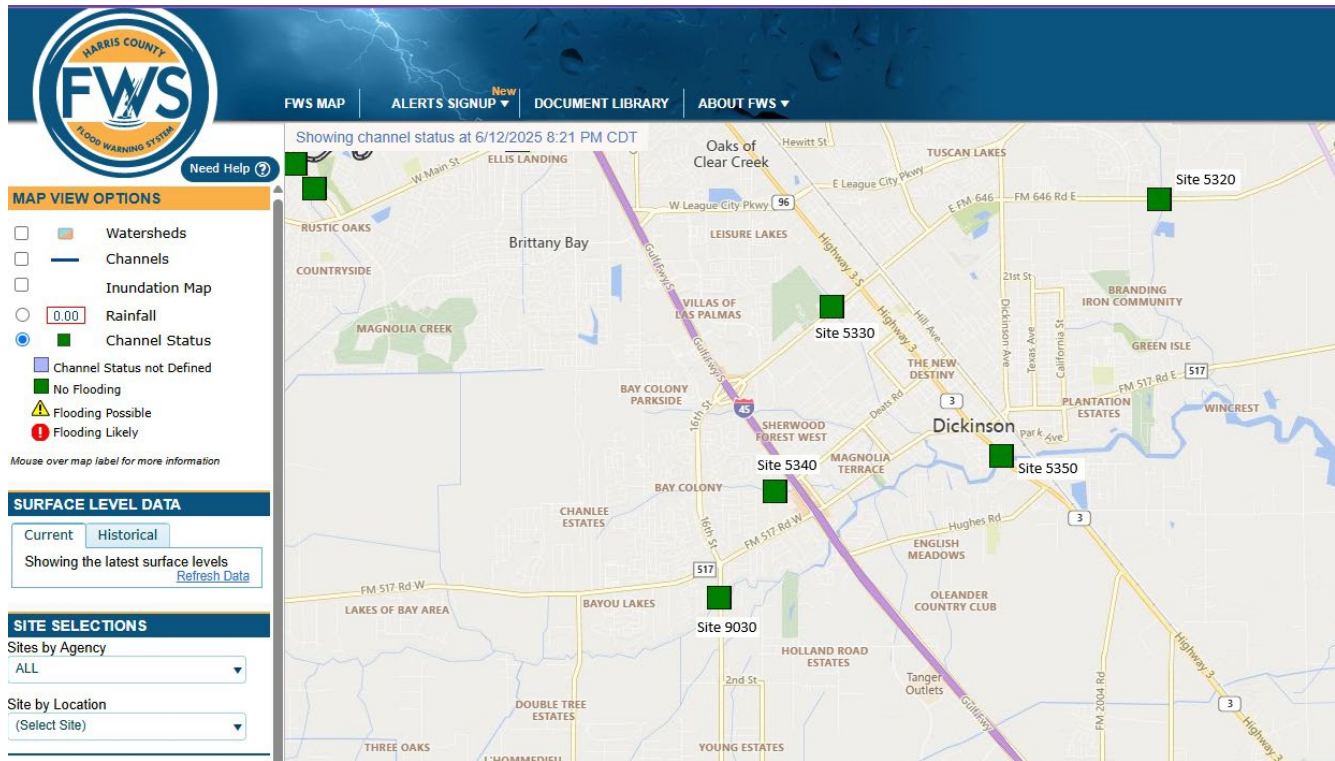 HARRIS COUNTY
FWS
FLOOD WARNING SYSTEM
FWS MAP
ALERTS SIGNUP
New
DOCUMENT LIBRARY
ABOUT FWS
Need Help ?
MAP VIEW OPTIONS
Watersheds
Channels
Inundation Map
0.00 Rainfall
Channel Status
Channel Status not Defined
No Flooding
Flooding Possible
Flooding Likely
Mouse over map label for more information
SURFACE LEVEL DATA
Current Historical
Showing the latest surface levels
Refresh Data
SITE SELECTIONS
Sites by Agency
ALL
Site by Location
(Select Site)
Showing channel status at 6/12/2025 8:21 PM CDT
W Main St
ELLIS LANDING
Oaks of
Clear Creek
Hewitt St
TUSCAN LAKES
Site 5320
E League City Pkwy
W League City Pkwy
96
E FM 646
FM 646 Rd E
RUSTIC OAKS
Brittany Bay
LEISURE LAKES
COUNTRYSIDE
Gulf Fwy S
Highway 3 S
21st St
BRANDING
IRON COMMUNITY
VILLAS OF
LAS PALMAS
MAGNOLIA CREEK
Site 5330
Hill Ave
Highway 3
Dickinson Ave
Texas Ave
California St
GREEN ISLE
Gulf Fwy S
THE NEW
DESTINY
FM 517 Rd E
517
BAY COLONY
PARKSIDE
16th St
45
Deats Rd
3
PLANTATION
ESTATES
WINCREST
SHERWOOD
FOREST WEST
Dickinson
Park Ave
Site 5340
MAGNOLIA
TERRACE
Site 5350
BAY COLONY
CHANLEE
ESTATES
16th St
FM 517 Rd W
Hughes Rd
3
ENGLISH
MEADOWS
517
FM 517 Rd W
LAKES OF BAY AREA
BAYOU LAKES
OLEANDER
COUNTRY CLUB
Site 9030
HOLLAND ROAD
ESTATES
Highway 3
2nd St
Tanger
Outlets
FM 2004 Rd
Gulf Fwy
3
DOUBLE TREE
ESTATES
THREE OAKS
YOUNG ESTATES
L'HOMMEDIEU